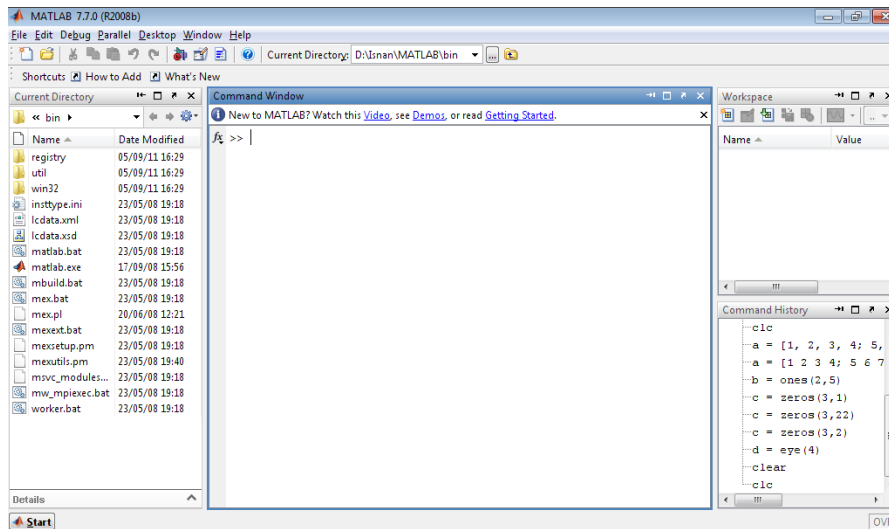 MATLAB 7.7.0 (R2008b)
File Edit Debug Parallel Desktop Window Help
Current Directory: D:\Isnan\MATLAB\bin
Shortcuts How to Add What's New
Current Directory
« bin
Name Date Modified
registry 05/09/11 16:29
util 05/09/11 16:29
win32 05/09/11 16:29
insttype.ini 23/05/08 19:18
lcdata.xml 23/05/08 19:18
lcdata.xsd 23/05/08 19:18
matlab.bat 23/05/08 19:18
matlab.exe 17/09/08 15:56
mbuild.bat 23/05/08 19:18
mex.bat 23/05/08 19:18
mex.pl 20/06/08 12:21
mexext.bat 23/05/08 19:18
mexsetup.pm 23/05/08 19:18
mexutils.pm 23/05/08 19:40
msvc_modules... 23/05/08 19:18
mw_mpiexec.bat 23/05/08 19:18
worker.bat 23/05/08 19:18
Details
Command Window
New to MATLAB? Watch this Video, see Demos, or read Getting Started.
fx >>
Workspace
Name Value
Command History
clc
a = [1, 2, 3, 4; 5,
a = [1 2 3 4; 5 6 7
b = ones(2,5)
c = zeros(3,1)
c = zeros(3,22)
c = zeros(3,2)
d = eye(4)
clear
clc
Start
OV